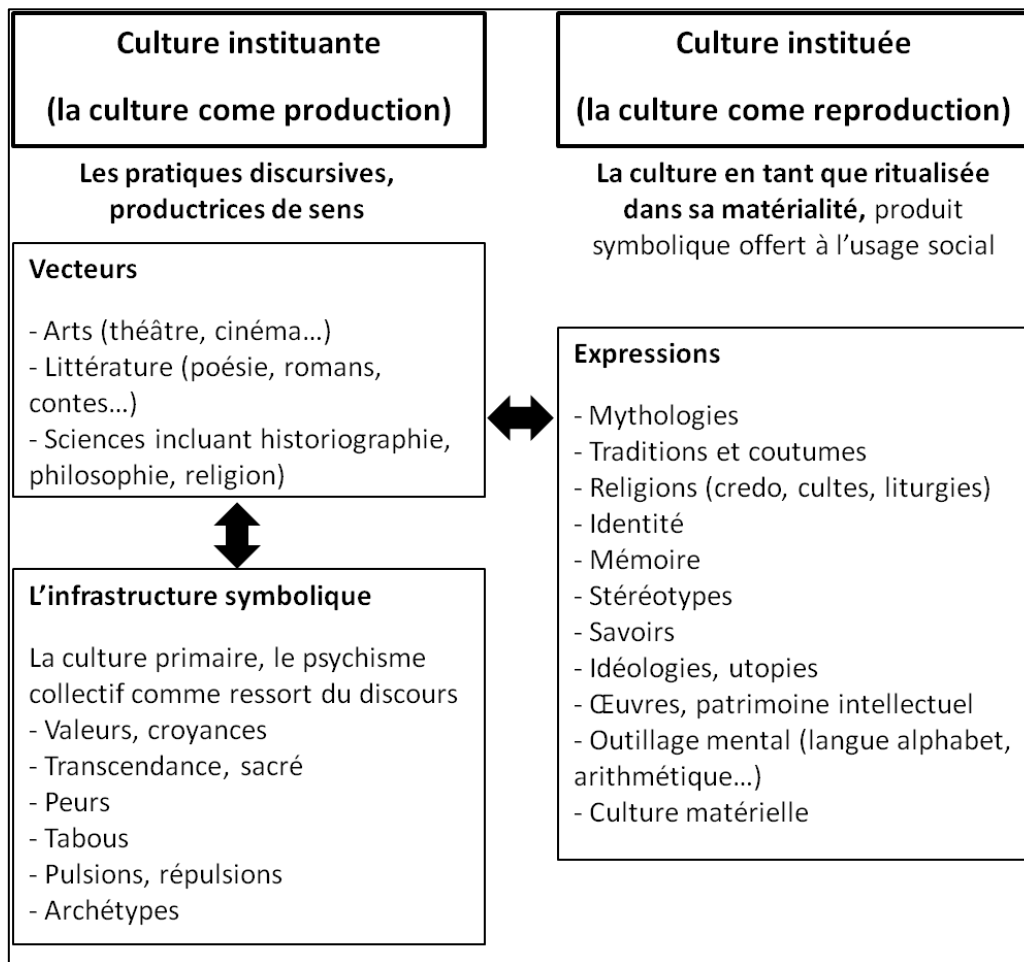 Culture instituante
(la culture come production)
Les pratiques discursives,
productrices de sens
Vecteurs
- Arts (théâtre, cinéma…)
- Littérature (poésie, romans,
contes…)
- Sciences incluant historiographie,
philosophie, religion)
L’infrastructure symbolique
La culture primaire, le psychisme
collectif comme ressort du discours
- Valeurs, croyances
- Transcendance, sacré
- Peurs
- Tabous
- Pulsions, répulsions
- Archétypes
Culture instituée
(la culture come reproduction)
La culture en tant que ritualisée
dans sa matérialité, produit
symbolique offert à l’usage social
Expressions
- Mythologies
- Traditions et coutumes
- Religions (credo, cultes, liturgies)
- Identité
- Mémoire
- Stéréotypes
- Savoirs
- Idéologies, utopies
- Œuvres, patrimoine intellectuel
- Outillage mental (langue alphabet,
arithmétique…)
- Culture matérielle